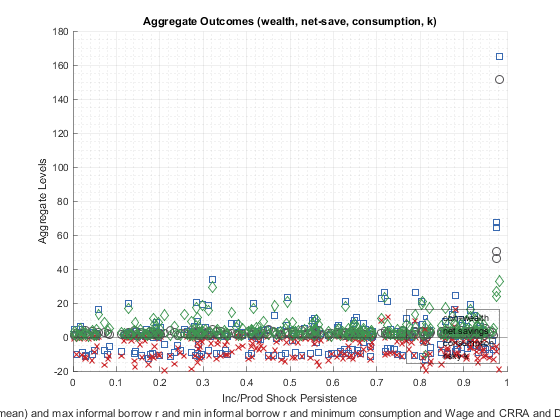 Aggregate Outcomes (wealth, net-save, consumption, k)
180
160
140
120
100
80
60
40
20
0
-20
Aggregate Levels
wealth
net savings
0 0.1 0.2 0.3 0.4 0.5 0.6 0.7 0.8 0.9 1
Inc/Prod Shock Persistence
mean) and max informal borrow r and min informal borrow r and minimum consumption and Wage and CRRA and D